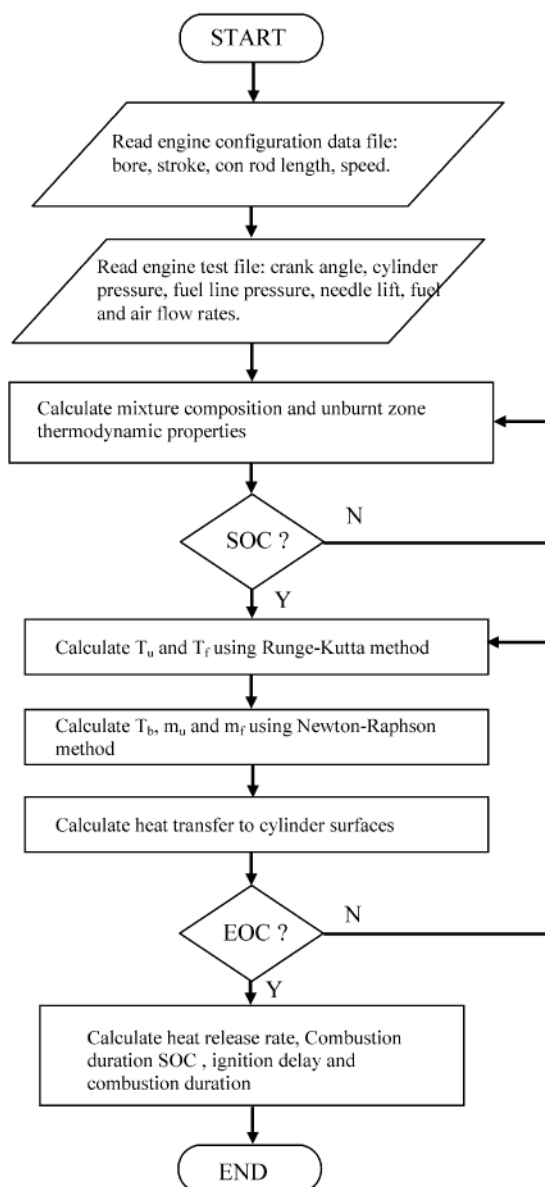 START
Read engine configuration data file:
bore, stroke, con rod length, speed.
Read engine test file: crank angle, cylinder
pressure, fuel line pressure, needle lift, fuel
and air flow rates.
Calculate mixture composition and unburnt zone
thermodynamic properties
N
SOC ?
Y
Calculate Tu and Tf using Runge-Kutta method
Calculate Tb, mu and mf using Newton-Raphson
method
Calculate heat transfer to cylinder surfaces
N
EOC ?
Y
Calculate heat release rate, Combustion
duration SOC , ignition delay and
combustion duration
END